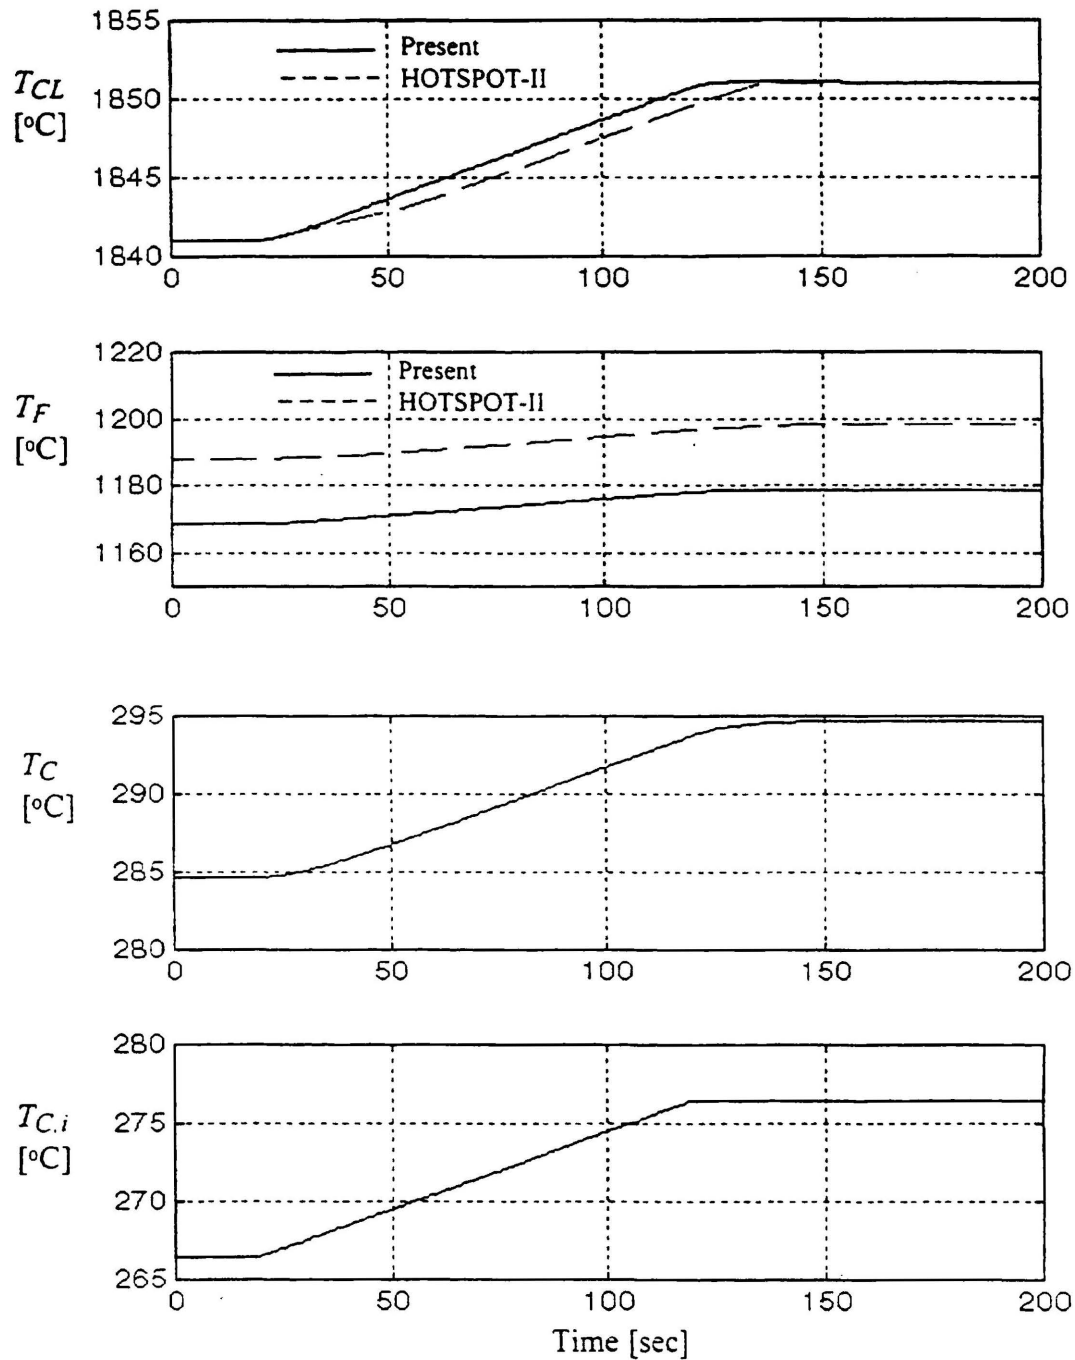 1855
Present
T_CL
HOTSPOT-II
1850
[°C]
1845
1840
0 50 100 150 200
1220
Present
T_F
HOTSPOT-II
1200
[°C]
1180
1160
0 50 100 150 200
295
T_C
290
[°C]
285
280
0 50 100 150 200
280
T_C,i
275
[°C]
270
265
0 50 100 150 200
Time [sec]